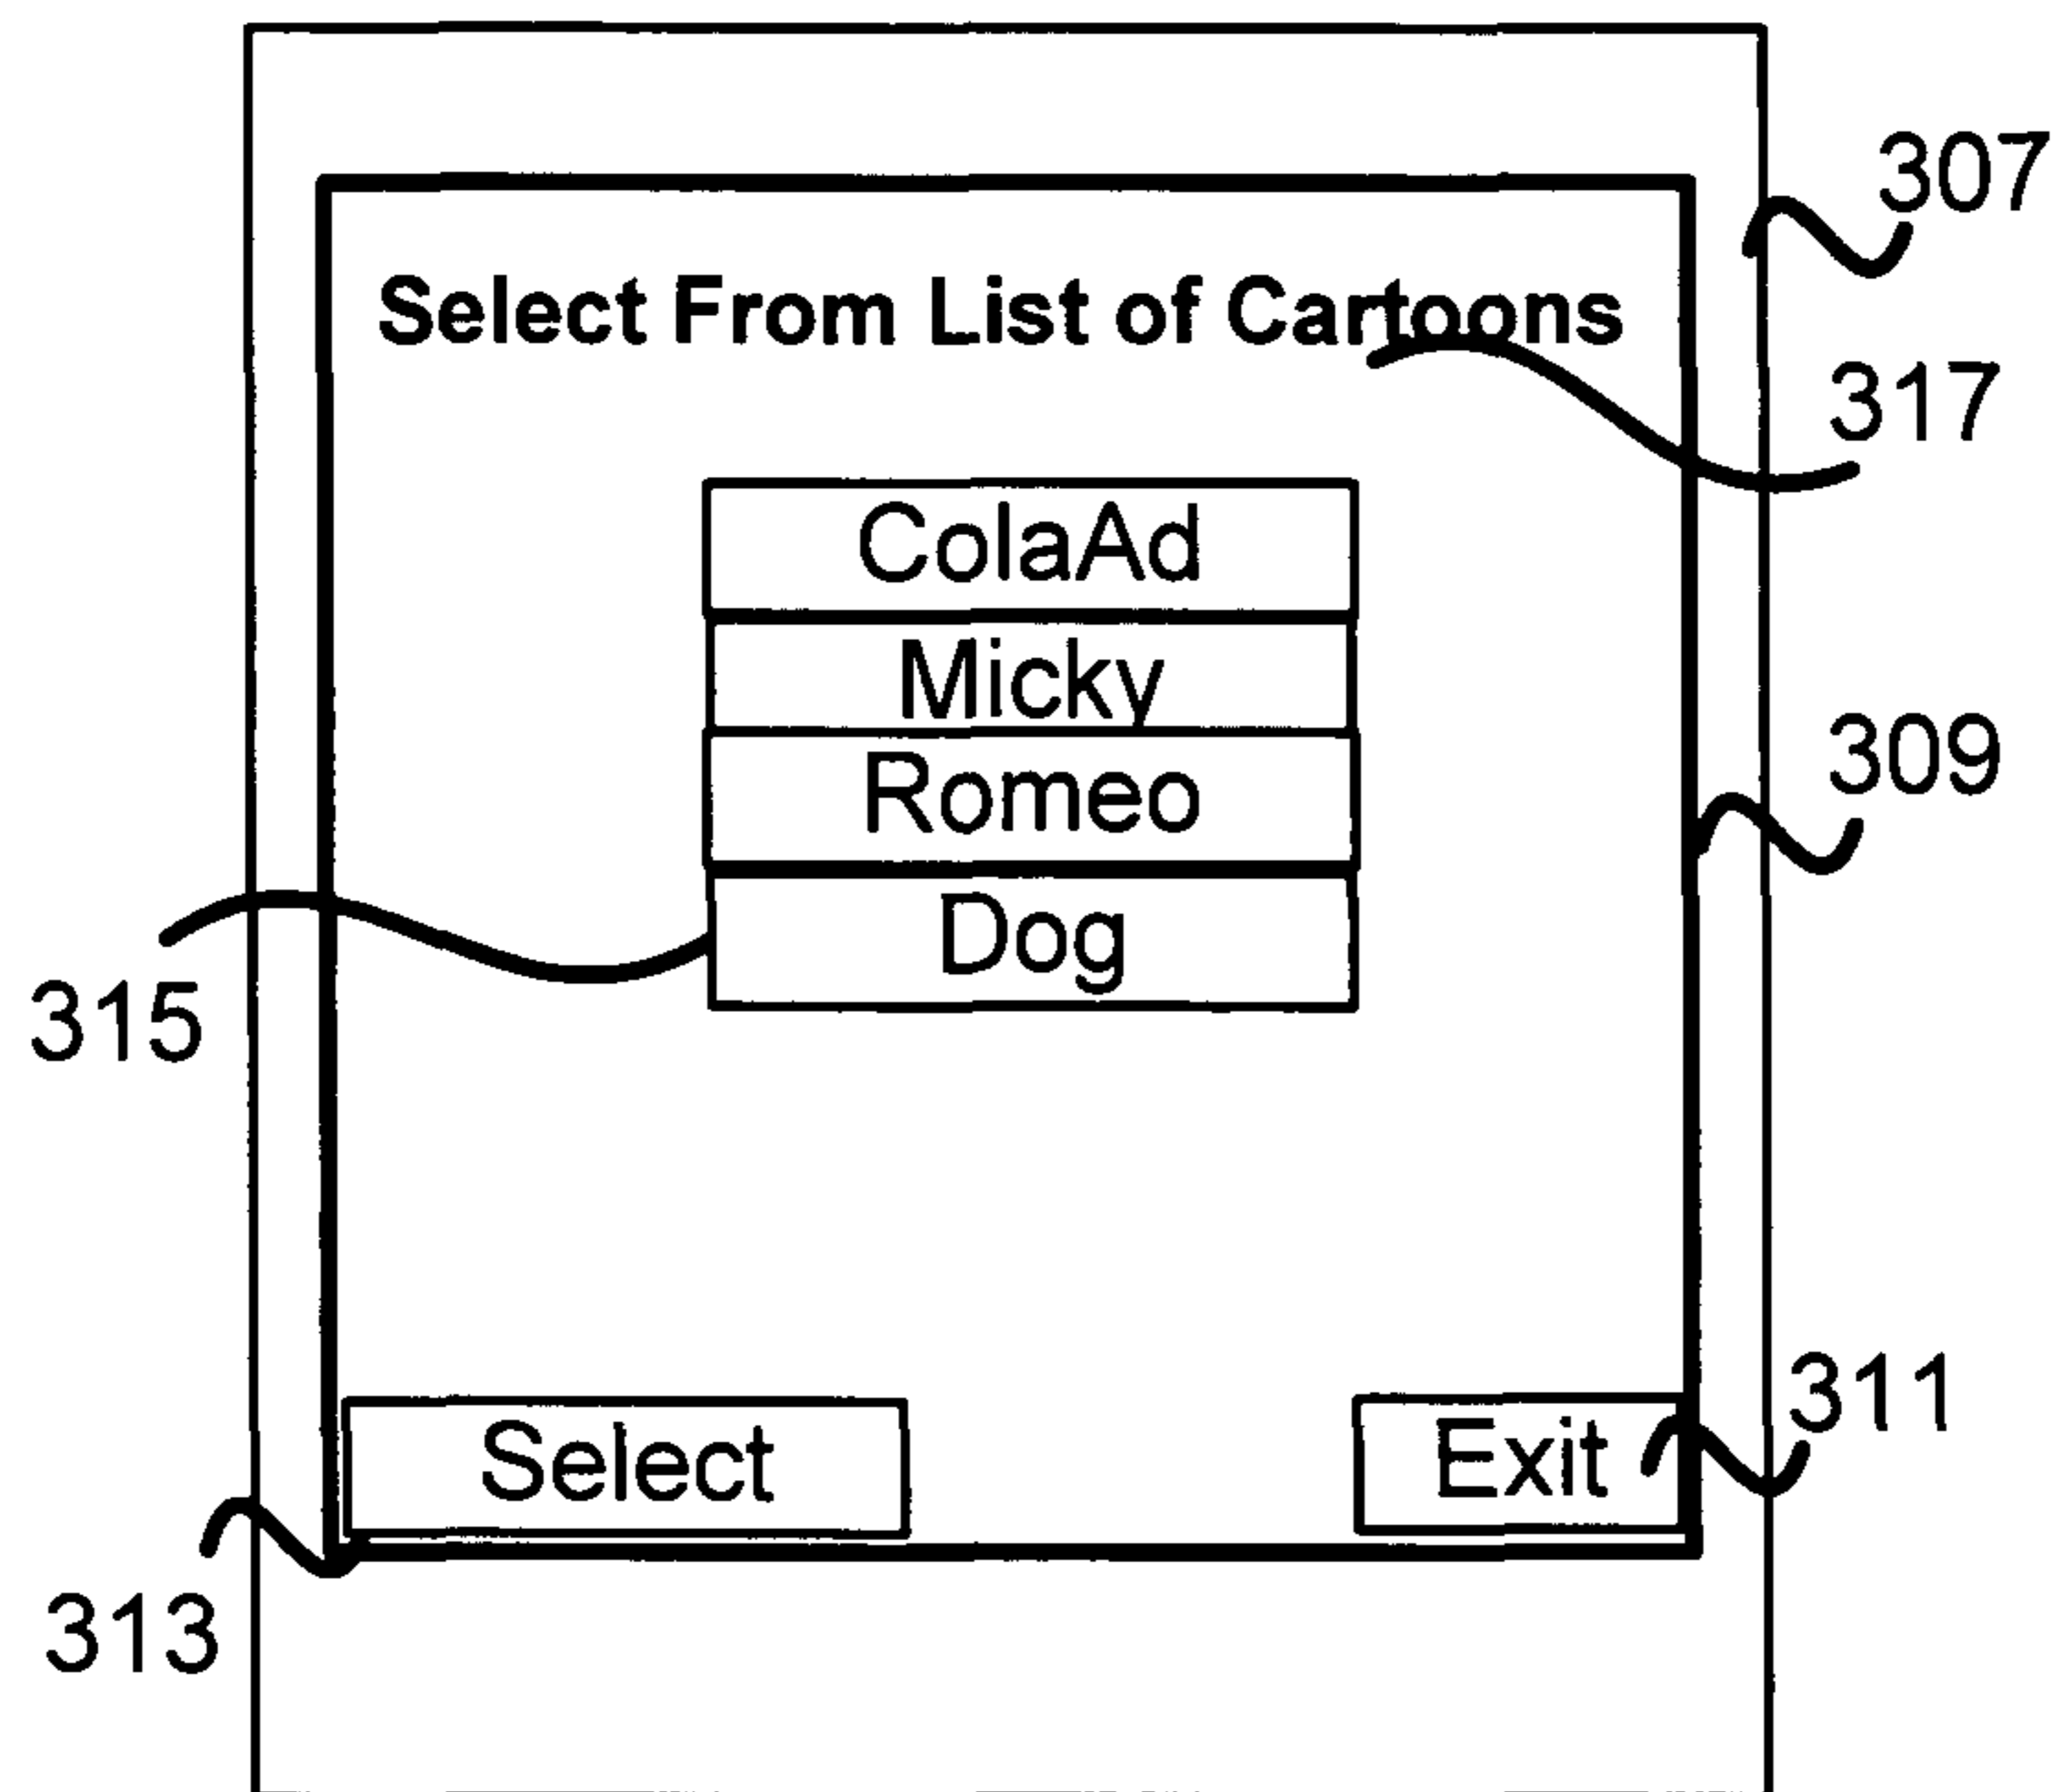 307
Select From List of Cartoons
317
ColaAd
Micky
Romeo
309
Dog
315
311
Select
Exit
313